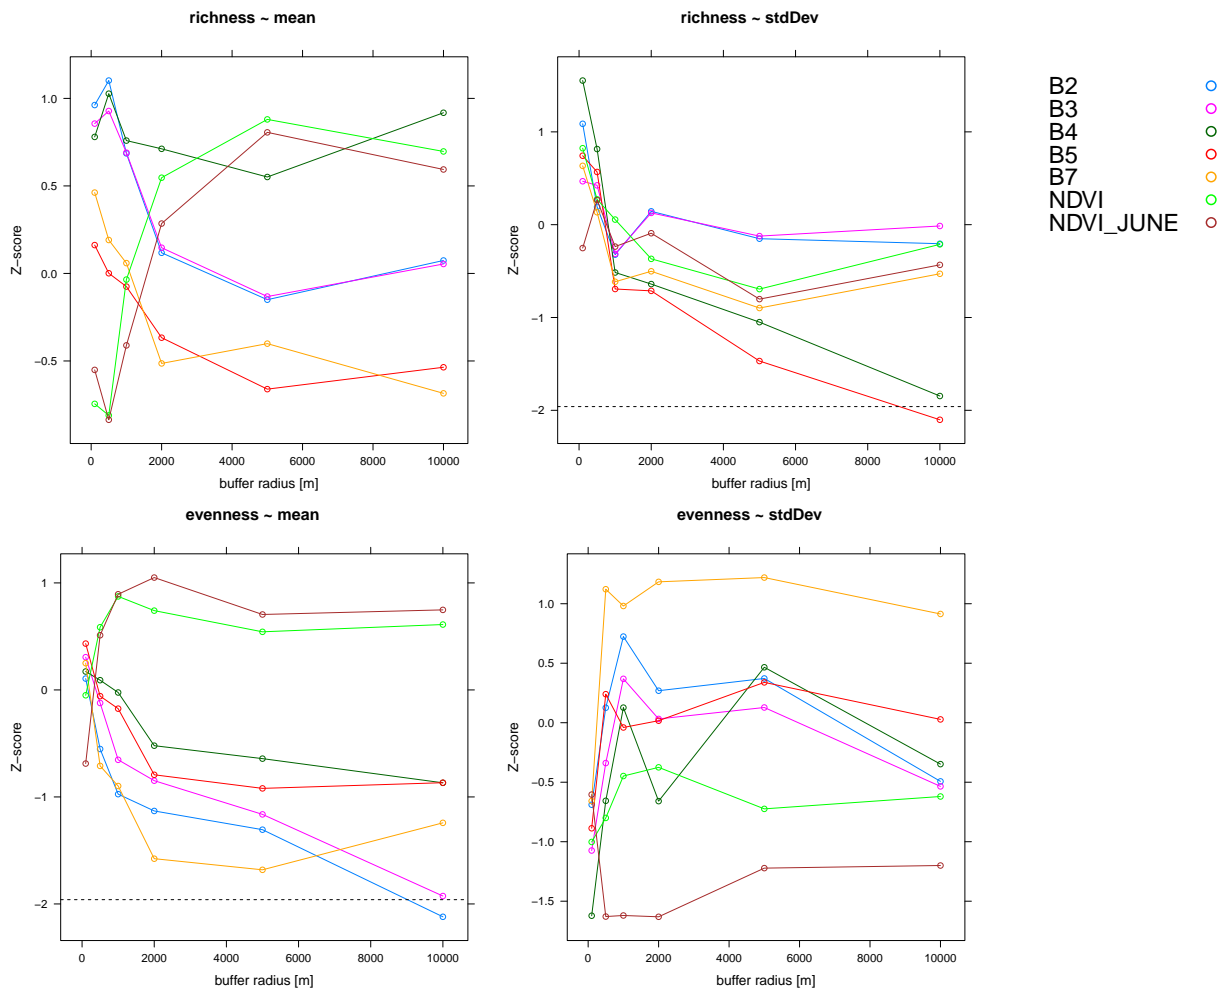 richness ~ mean
1.0
0.5
0.0
−0.5
Z−score
0 2000 4000 6000 8000 10000
buffer radius [m]
richness ~ stdDev
1
0
−1
−2
Z−score
0 2000 4000 6000 8000 10000
buffer radius [m]
B2
B3
B4
B5
B7
NDVI
NDVI_JUNE
evenness ~ mean
1
0
−1
−2
Z−score
0 2000 4000 6000 8000 10000
buffer radius [m]
evenness ~ stdDev
1.0
0.5
0.0
−0.5
−1.0
−1.5
Z−score
0 2000 4000 6000 8000 10000
buffer radius [m]